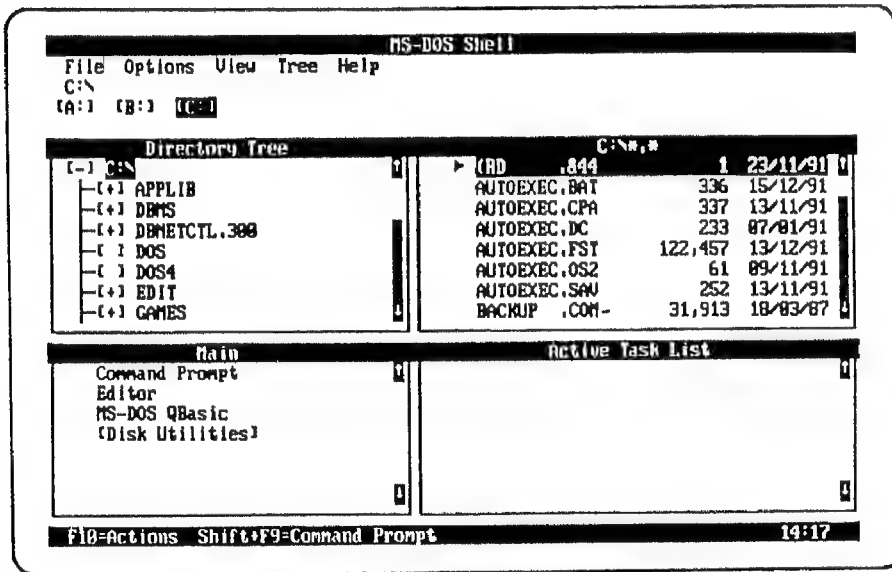 MS-DOS Shell
File Options View Tree Help
C:\
[A:] [B:] [C:]
Directory Tree
[-] C:\
[+] APPLIB
[+] DBMS
[+] DBNETCTL.300
[ ] DOS
[ ] DOS4
[+] EDIT
[+] GAMES
C:\*.*
(RD .844 1 23/11/91
AUTOEXEC.BAT 336 15/12/91
AUTOEXEC.CPA 337 13/11/91
AUTOEXEC.DC 233 07/01/91
AUTOEXEC.FST 122,457 13/12/91
AUTOEXEC.OS2 61 09/11/91
AUTOEXEC.SAV 252 13/11/91
BACKUP .COM- 31,913 18/03/87
Main
Command Prompt
Editor
MS-DOS QBasic
[Disk Utilities]
Active Task List
F10=Actions Shift+F9=Command Prompt 14:17